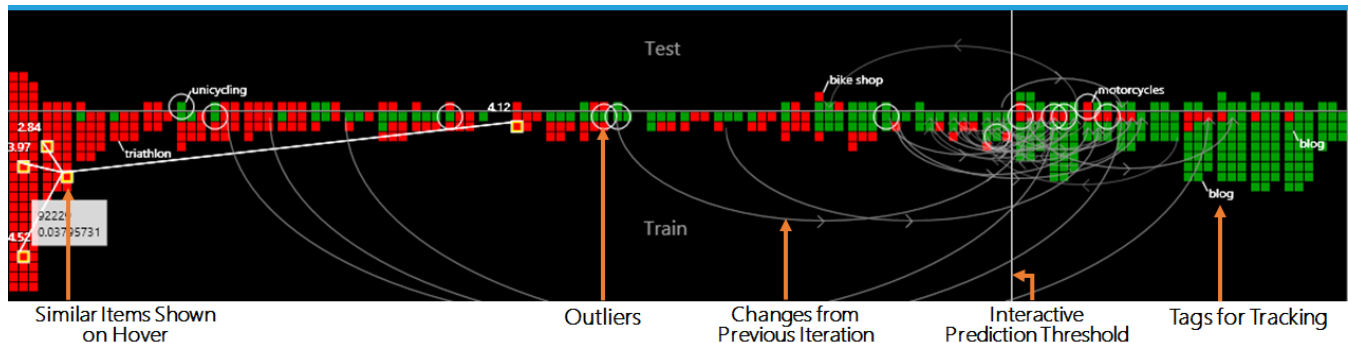 Test
bike shop
unicycling
motorcycles
4.12
2.84
3.97
triathlon
blog
blog
92229
0.03795731
4.52
Train
Similar Items Shown
on Hover
Outliers
Changes from
Previous Iteration
Interactive
Prediction Threshold
Tags for Tracking